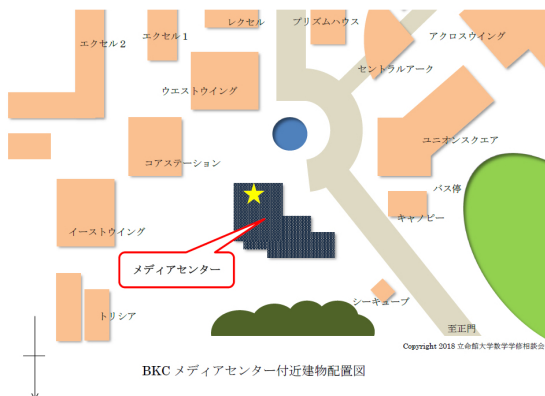 レクセル
プリズムハウス
エクセル2
エクセル1
アクロスウイング
セントラルアーク
ウエストウイング
ユニオンスクエア
コアステーション
バス停
キャノピー
イーストウイング
メディアセンター
シーキューブ
トリシア
至正門
Copyright 2018 立命館大学数学学修相談会
BKC メディアセンター付近建物配置図